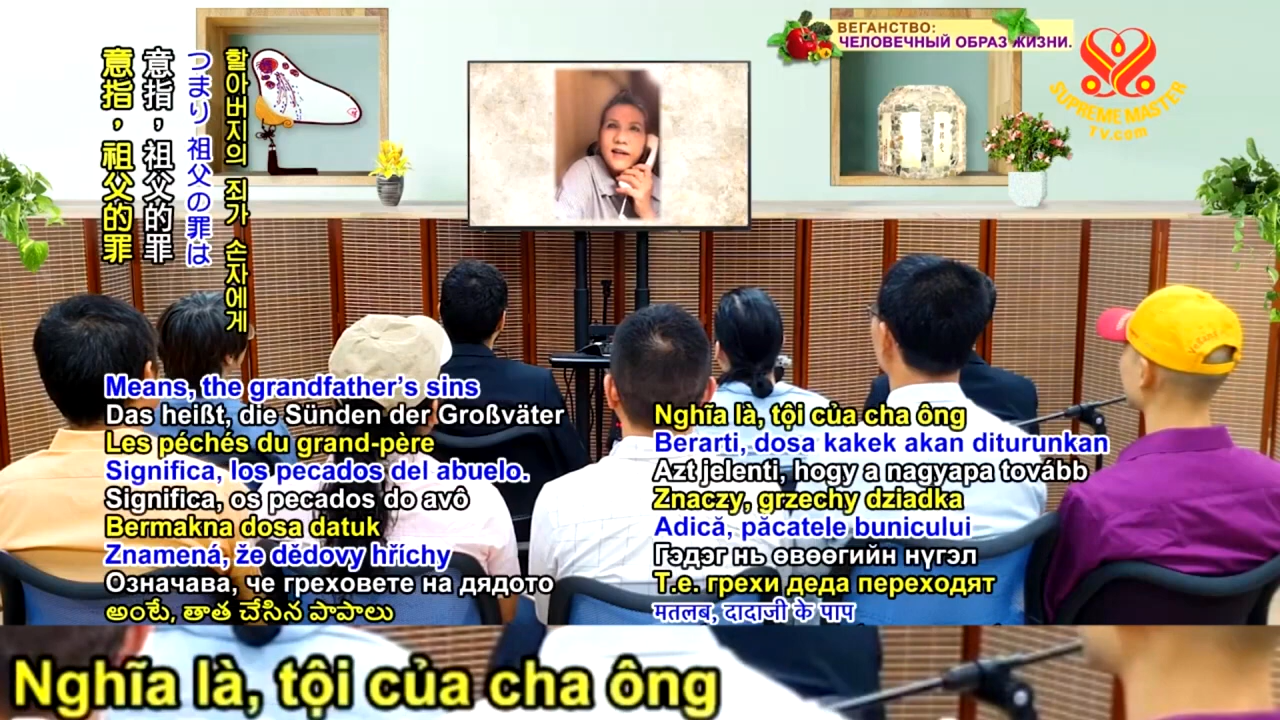 ВЕГАНСТВО:
ЧЕЛОВЕЧНЫЙ ОБРАЗ ЖИЗНИ.
SUPREME MASTER
TV.com
意指，祖父的罪
意指，祖父的罪
つまり 祖父の罪は
할아버지의 죄가 손자에게
Means, the grandfather’s sins
Das heißt, die Sünden der Großväter
Les péchés du grand-père
Significa, los pecados del abuelo.
Significa, os pecados do avô
Bermakna dosa datuk
Znamená, že dědovy hříchy
Означава, че греховете на дядото
అంటే, తాత చేసిన పాపాలు
Nghĩa là, tội của cha ông
Berarti, dosa kakek akan diturunkan
Azt jelenti, hogy a nagyapa tovább
Znaczy, grzechy dziadka
Adică, păcatele bunicului
Гэдэг нь өвөөгийн нүгэл
Т.е. грехи деда переходят
मतलब, दादाजी के पाप
Nghĩa là, tội của cha ông